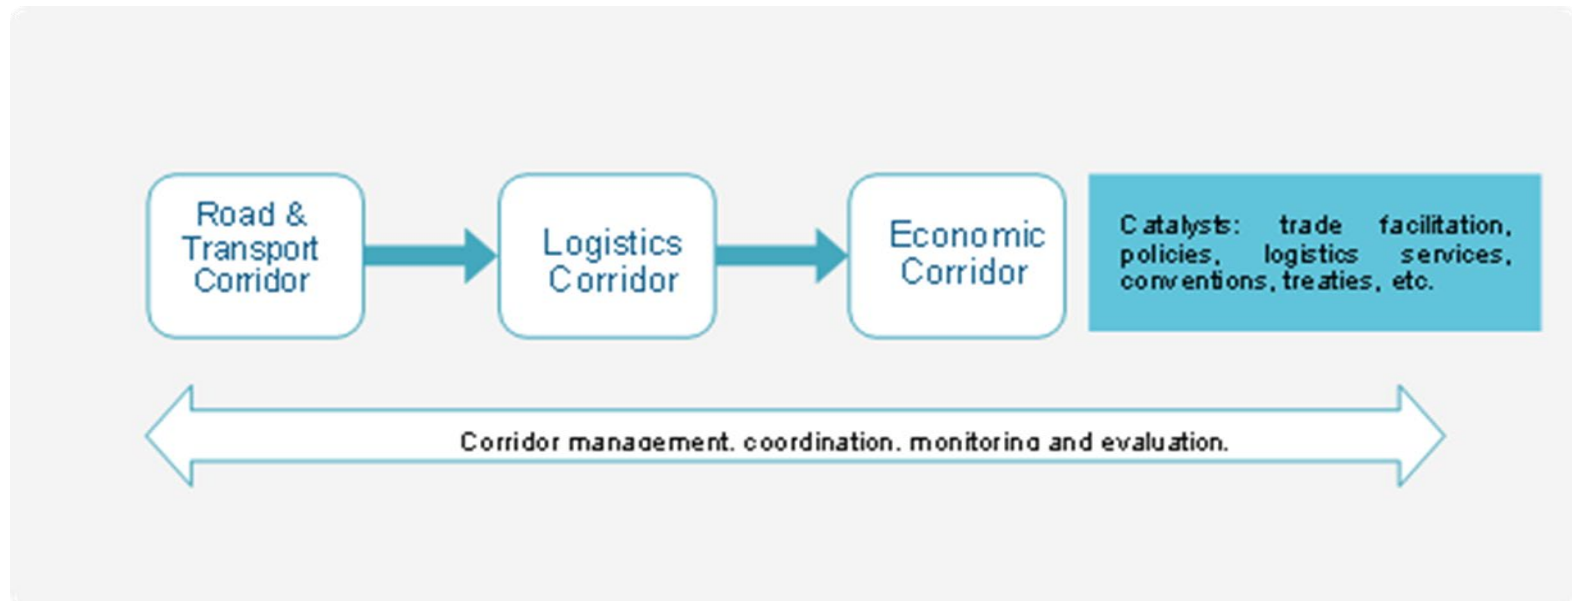 Road &
Transport
Corridor
Logistics
Corridor
Economic
Corridor
Catalysts: trade facilitation,
policies, logistics services,
conventions, treaties, etc.
Corridor management, coordination, monitoring and evaluation.